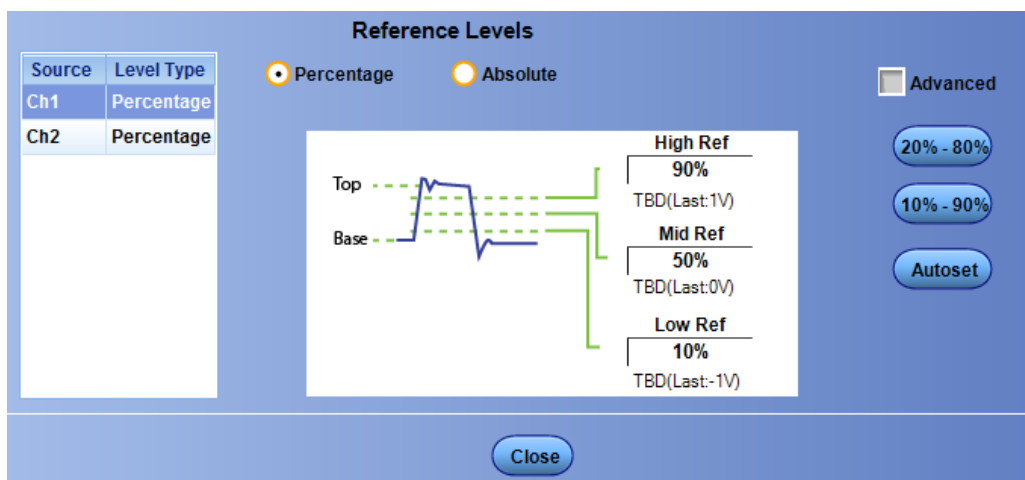 Reference Levels
Source Level Type
Ch1 Percentage
Ch2 Percentage
Percentage Absolute
Advanced
20% - 80%
10% - 90%
Autoset
Top
Base
High Ref
90%
TBD(Last:1V)
Mid Ref
50%
TBD(Last:0V)
Low Ref
10%
TBD(Last:-1V)
Close